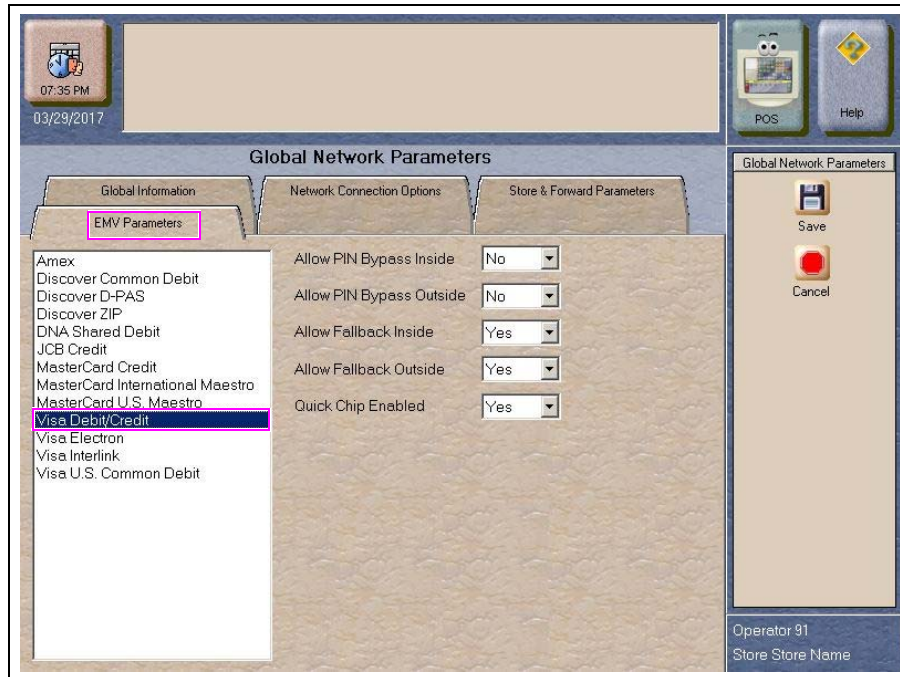 07:35 PM
03/29/2017
POS
Help
Global Network Parameters
Global Information
Network Connection Options
Store & Forward Parameters
EMV Parameters
Amex
Discover Common Debit
Discover D-PAS
Discover ZIP
DNA Shared Debit
JCB Credit
MasterCard Credit
MasterCard International Maestro
MasterCard U.S. Maestro
Visa Debit/Credit
Visa Electron
Visa Interlink
Visa U.S. Common Debit
Allow PIN Bypass Inside No
Allow PIN Bypass Outside No
Allow Fallback Inside Yes
Allow Fallback Outside Yes
Quick Chip Enabled Yes
Global Network Parameters
Save
Cancel
Operator 91
Store Store Name